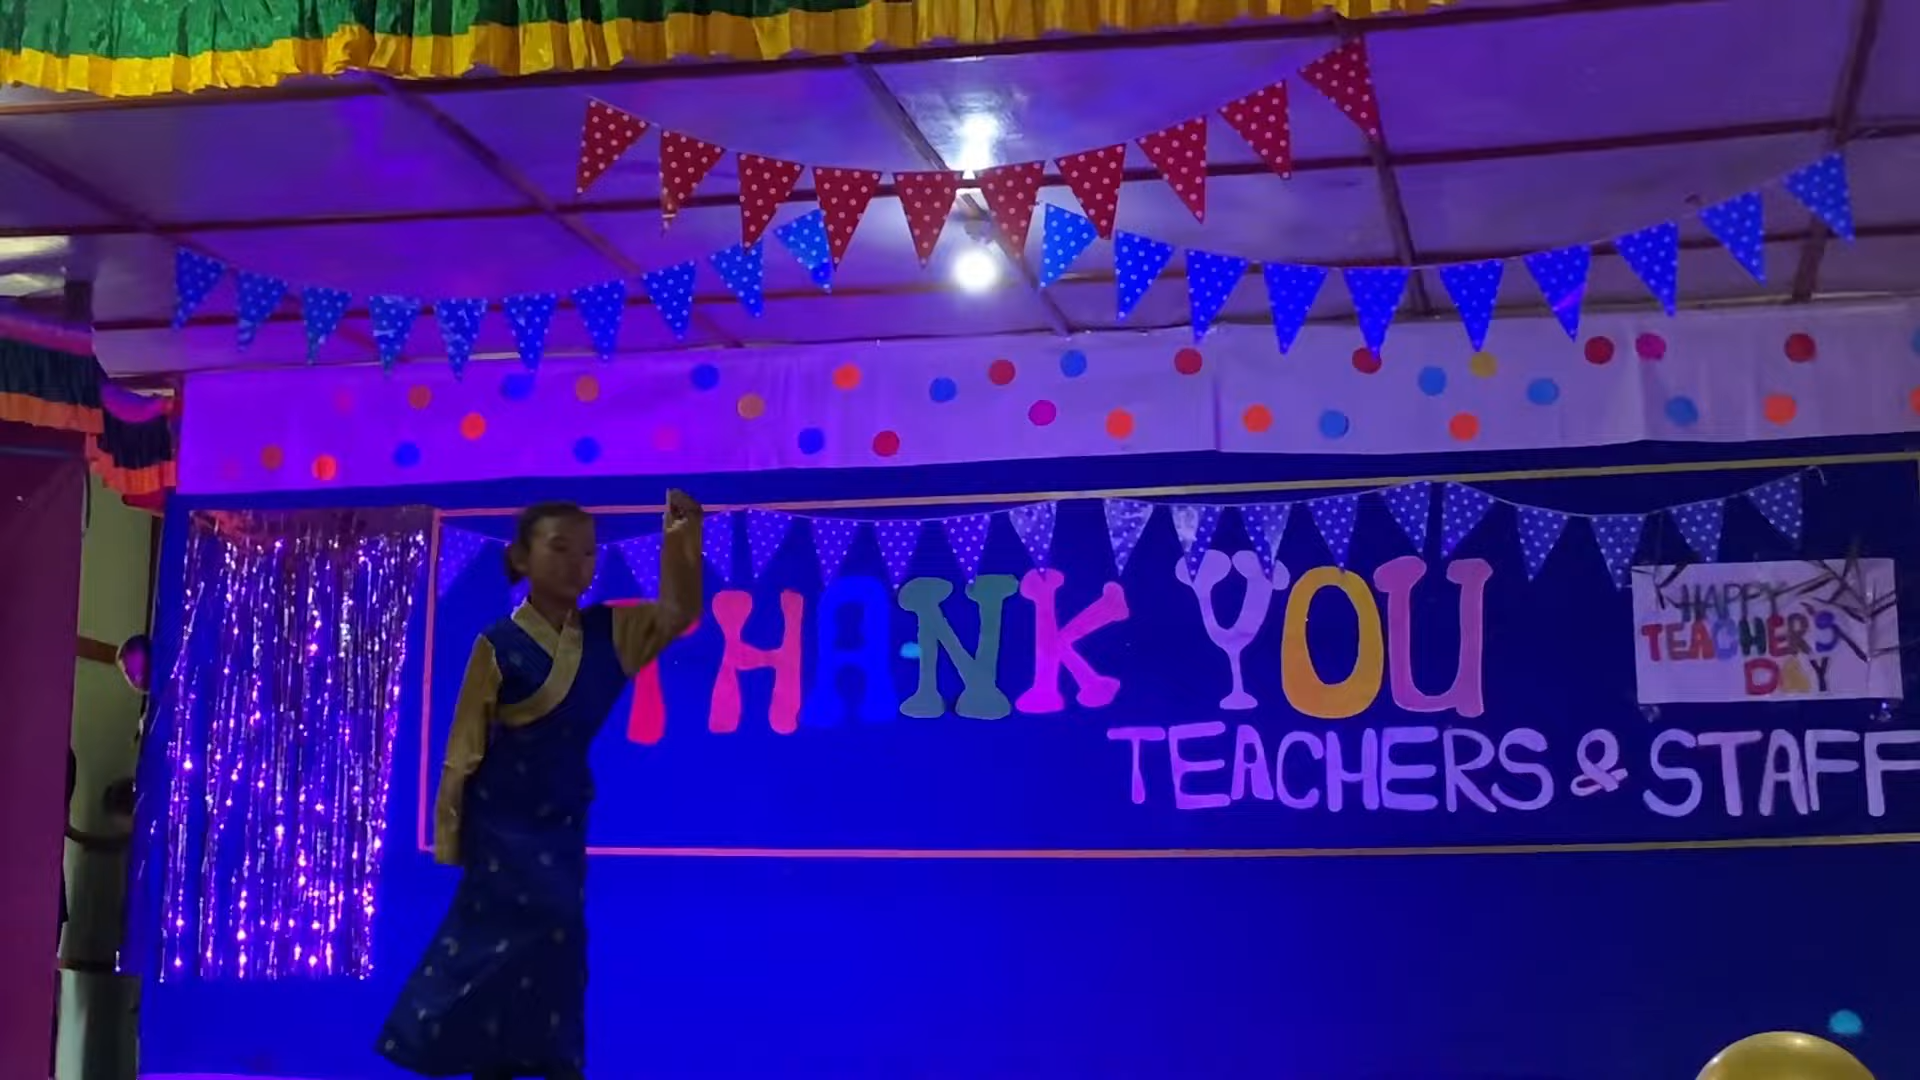 THANK YOU
TEACHERS & STAFF
HAPPY
TEACHER'S
DAY